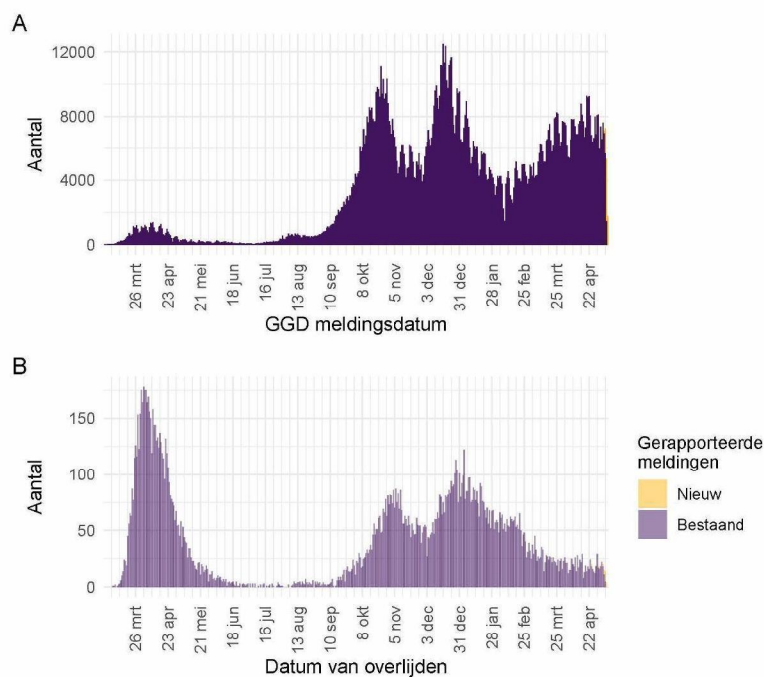 A
12000
8000
4000
0
Aantal
26 mrt
23 apr
21 mei
18 jun
16 jul
13 aug
10 sep
8 okt
5 nov
3 dec
31 dec
28 jan
25 feb
25 mrt
22 apr
GGD meldingsdatum
B
150
100
50
0
Aantal
26 mrt
23 apr
21 mei
18 jun
16 jul
13 aug
10 sep
8 okt
5 nov
3 dec
31 dec
28 jan
25 feb
25 mrt
22 apr
Datum van overlijden
Gerapporteerde
meldingen
Nieuw
Bestaand